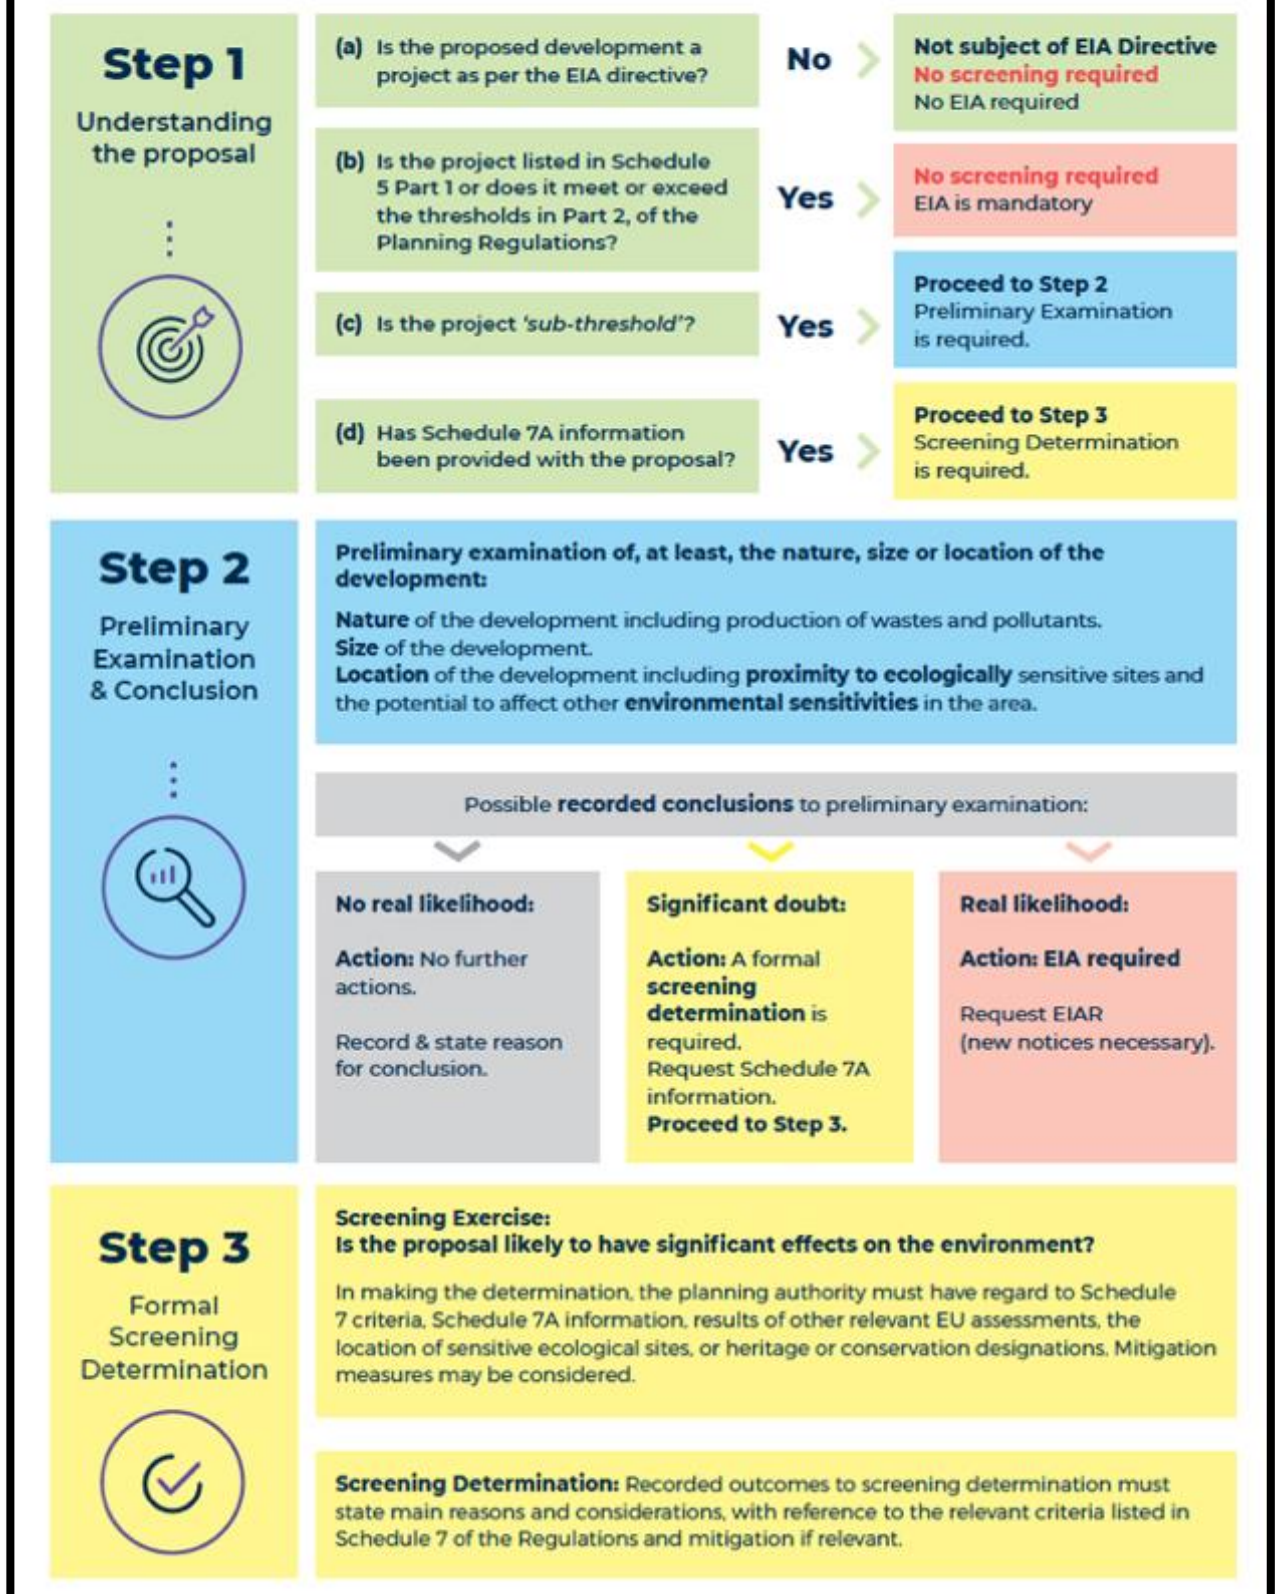 Step 1
Understanding
the proposal
(a) Is the proposed development a
project as per the EIA directive?
No
Not subject of EIA Directive
No screening required
No EIA required
(b) Is the project listed in Schedule
5 Part 1 or does it meet or exceed
the thresholds in Part 2, of the
Planning Regulations?
Yes
No screening required
EIA is mandatory
(c) Is the project ‘sub-threshold’?
Yes
Proceed to Step 2
Preliminary Examination
is required.
(d) Has Schedule 7A information
been provided with the proposal?
Yes
Proceed to Step 3
Screening Determination
is required.
Step 2
Preliminary
Examination
& Conclusion
Preliminary examination of, at least, the nature, size or location of the
development:
Nature of the development including production of wastes and pollutants.
Size of the development.
Location of the development including proximity to ecologically sensitive sites and
the potential to affect other environmental sensitivities in the area.
Possible recorded conclusions to preliminary examination:
No real likelihood:
Action: No further
actions.
Record & state reason
for conclusion.
Significant doubt:
Action: A formal
screening
determination is
required.
Request Schedule 7A
information.
Proceed to Step 3.
Real likelihood:
Action: EIA required
Request EIAR
(new notices necessary).
Step 3
Formal
Screening
Determination
Screening Exercise:
Is the proposal likely to have significant effects on the environment?
In making the determination, the planning authority must have regard to Schedule
7 criteria, Schedule 7A information, results of other relevant EU assessments, the
location of sensitive ecological sites, or heritage or conservation designations. Mitigation
measures may be considered.
Screening Determination: Recorded outcomes to screening determination must
state main reasons and considerations, with reference to the relevant criteria listed in
Schedule 7 of the Regulations and mitigation if relevant.